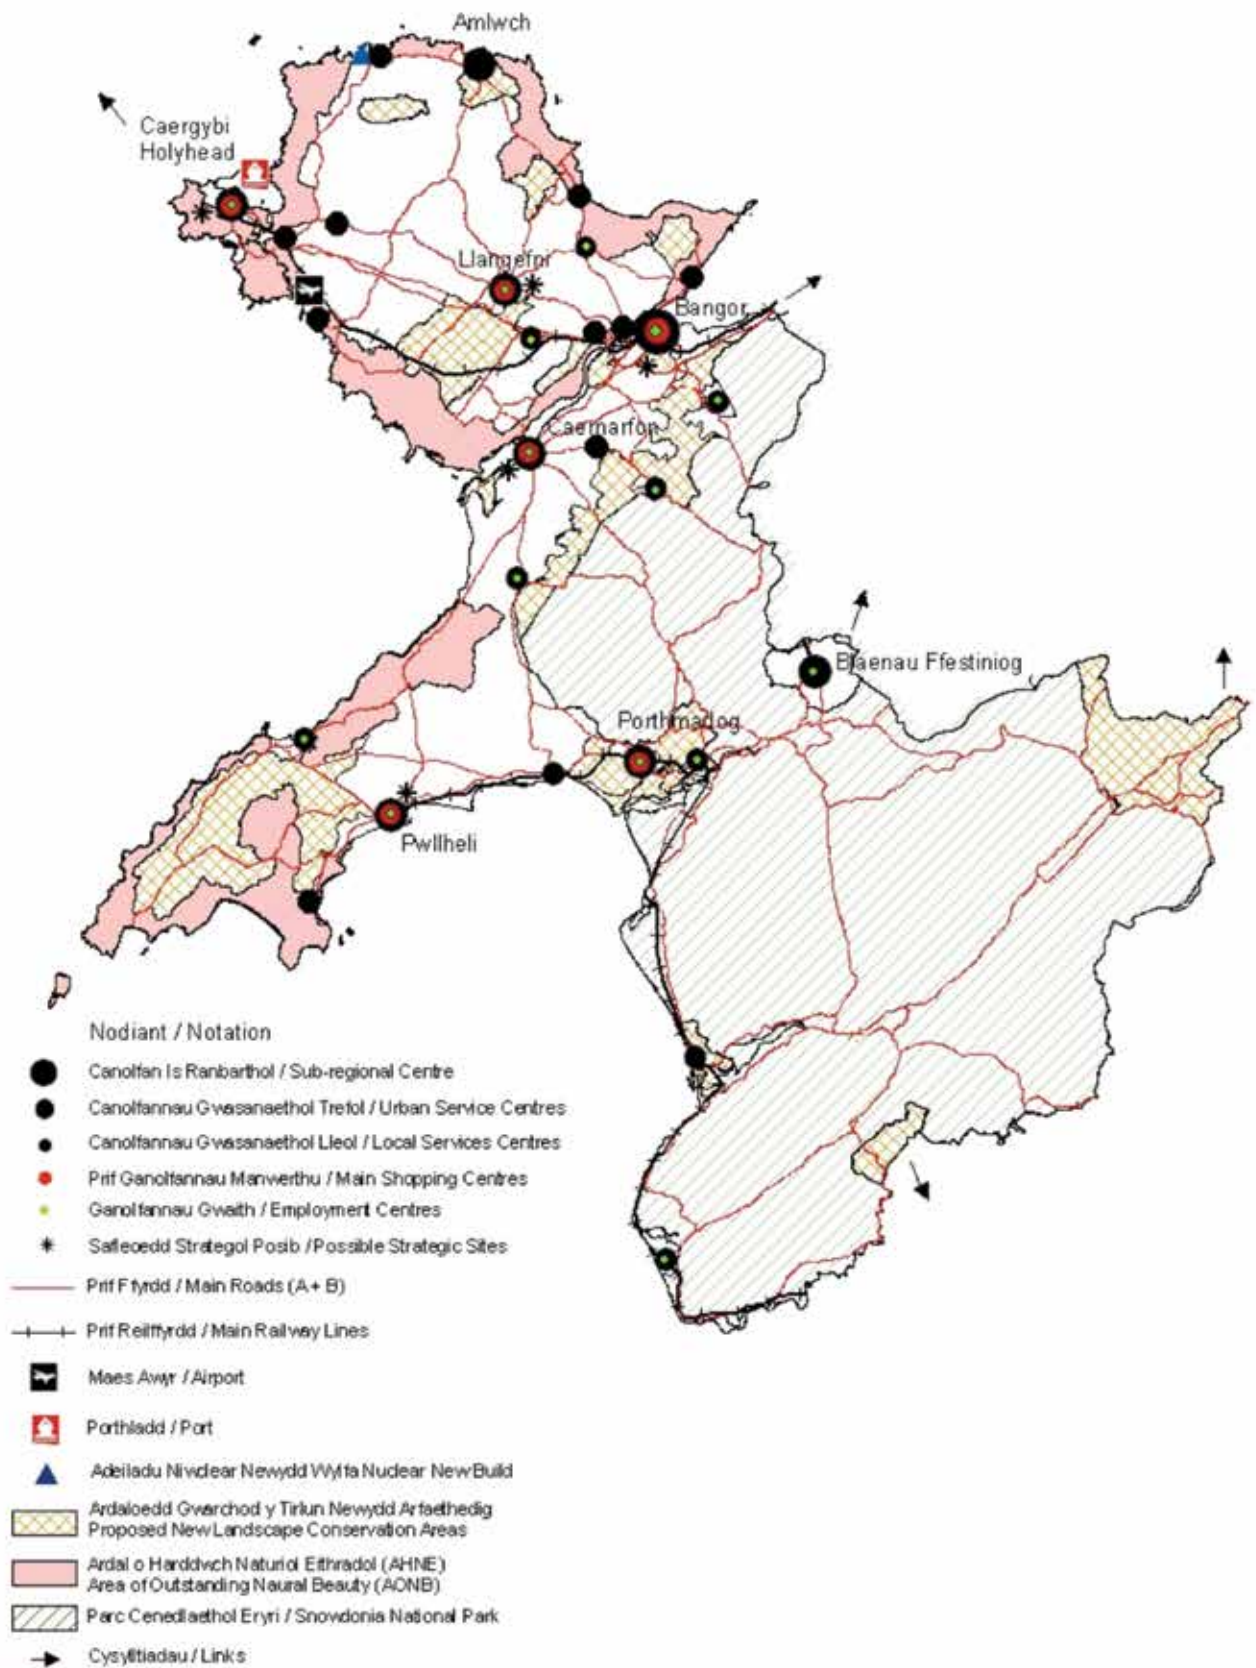 Amlwch
Caergybi
Holyhead
Llangefni
Bangor
Caernarfon
Blaenau Ffestiniog
Porthmadog
Pwllheli
Nodiant / Notation
Canolfan Is Ranbarthol / Sub-regional Centre
Canolfannau Gwasanaethol Trefol / Urban Service Centres
Canolfannau Gwasanaethol Lleol / Local Services Centres
Prif Ganolfannau Manwerthu / Main Shopping Centres
Ganolfannau Gwaith / Employment Centres
Safleoedd Strategol Posib / Possible Strategic Sites
Prif Ffyrdd / Main Roads (A + B)
Prif Reilffyrdd / Main Railway Lines
Maes Awyr / Airport
Porthladd / Port
Adeiladu Niwclear Newydd Wylfa Nuclear New Build
Ardaloedd Gwarchod y Tirlun Newydd Arfaethedig
Proposed New Landscape Conservation Areas
Ardal o Harddwch Naturiol Eithradol (AHNE)
Area of Outstanding Naural Beauty (AONB)
Parc Cenedlaethol Eryri / Snowdonia National Park
Cysylltiadau / Links